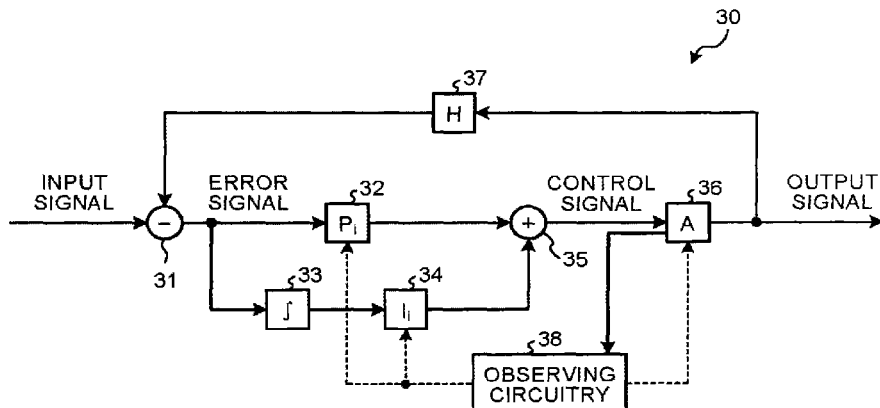 30
37
H
INPUT
SIGNAL
ERROR
SIGNAL
32
CONTROL
SIGNAL
36
OUTPUT
SIGNAL
−
Pi
+
A
31
33
34
35
∫
Ii
38
OBSERVING
CIRCUITRY